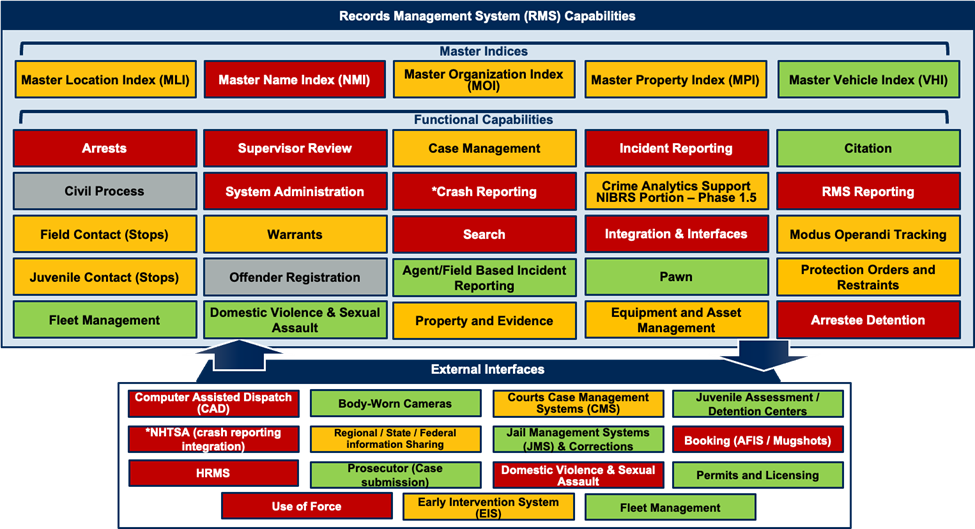 Records Management System (RMS) Capabilities
Master Indices
Master Location Index (MLI)
Master Name Index (NMI)
Master Organization Index
(MOI)
Master Property Index (MPI)
Master Vehicle Index (VHI)
Functional Capabilities
Arrests
Supervisor Review
Case Management
Incident Reporting
Citation
Civil Process
System Administration
*Crash Reporting
Crime Analytics Support
NIBRS Portion – Phase 1.5
RMS Reporting
Field Contact (Stops)
Warrants
Search
Integration & Interfaces
Modus Operandi Tracking
Juvenile Contact (Stops)
Offender Registration
Agent/Field Based Incident
Reporting
Pawn
Protection Orders and
Restraints
Fleet Management
Domestic Violence & Sexual
Assault
Property and Evidence
Equipment and Asset
Management
Arrestee Detention
External Interfaces
Computer Assisted Dispatch
(CAD)
Body-Worn Cameras
Courts Case Management
Systems (CMS)
Juvenile Assessment /
Detention Centers
*NHTSA (crash reporting
integration)
Regional / State / Federal
information Sharing
Jail Management Systems
(JMS) & Corrections
Booking (AFIS / Mugshots)
HRMS
Prosecutor (Case
submission)
Domestic Violence & Sexual
Assault
Permits and Licensing
Use of Force
Early Intervention System
(EIS)
Fleet Management